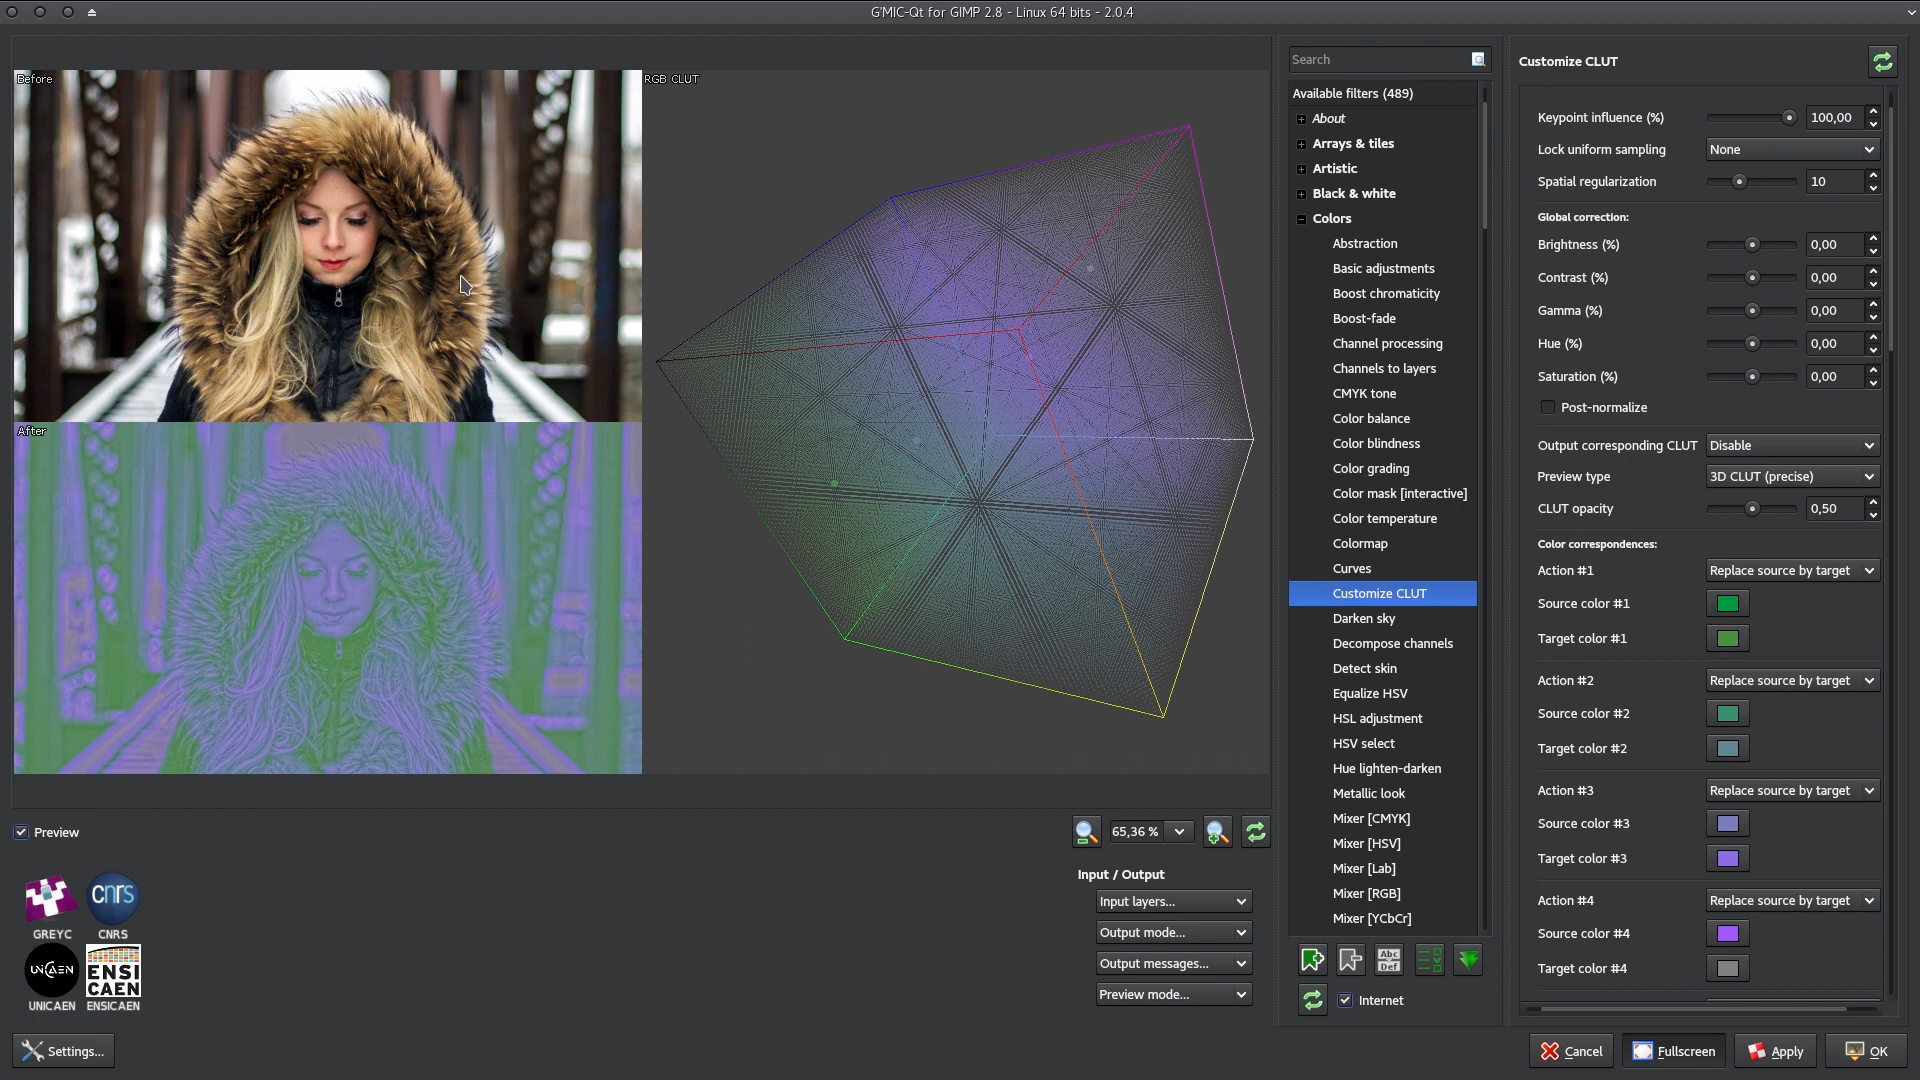 G'MIC-Qt for GIMP 2.8 - Linux 64 bits - 2.0.4
Before
RGB CLUT
After
Preview
65,36 %
GREYC
cnrs
CNRS
UNICAEN
UNICAEN
ENSI
CAEN
ENSICAEN
Input / Output
Input layers...
Output mode...
Output messages...
Preview mode...
Settings...
Search
Available filters (489)
About
Arrays & tiles
Artistic
Black & white
Colors
Abstraction
Basic adjustments
Boost chromaticity
Boost-fade
Channel processing
Channels to layers
CMYK tone
Color balance
Color blindness
Color grading
Color mask [interactive]
Color temperature
Colormap
Curves
Customize CLUT
Darken sky
Decompose channels
Detect skin
Equalize HSV
HSL adjustment
HSV select
Hue lighten-darken
Metallic look
Mixer [CMYK]
Mixer [HSV]
Mixer [Lab]
Mixer [RGB]
Mixer [YCbCr]
Abc
Def
Internet
Customize CLUT
Keypoint influence (%) 100,00
Lock uniform sampling None
Spatial regularization 10
Global correction:
Brightness (%) 0,00
Contrast (%) 0,00
Gamma (%) 0,00
Hue (%) 0,00
Saturation (%) 0,00
Post-normalize
Output corresponding CLUT Disable
Preview type 3D CLUT (precise)
CLUT opacity 0,50
Color correspondences:
Action #1 Replace source by target
Source color #1
Target color #1
Action #2 Replace source by target
Source color #2
Target color #2
Action #3 Replace source by target
Source color #3
Target color #3
Action #4 Replace source by target
Source color #4
Target color #4
Cancel
Fullscreen
Apply
OK